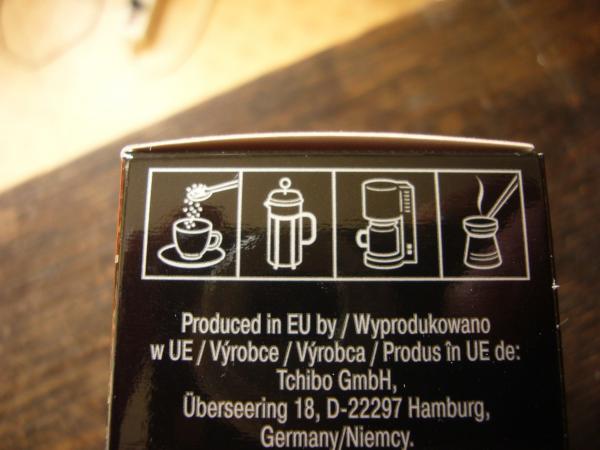 Produced in EU by / Wyprodukowano
w UE / Výrobce / Výrobca / Produs în UE de:
Tchibo GmbH,
Überseering 18, D-22297 Hamburg,
Germany/Niemcy.